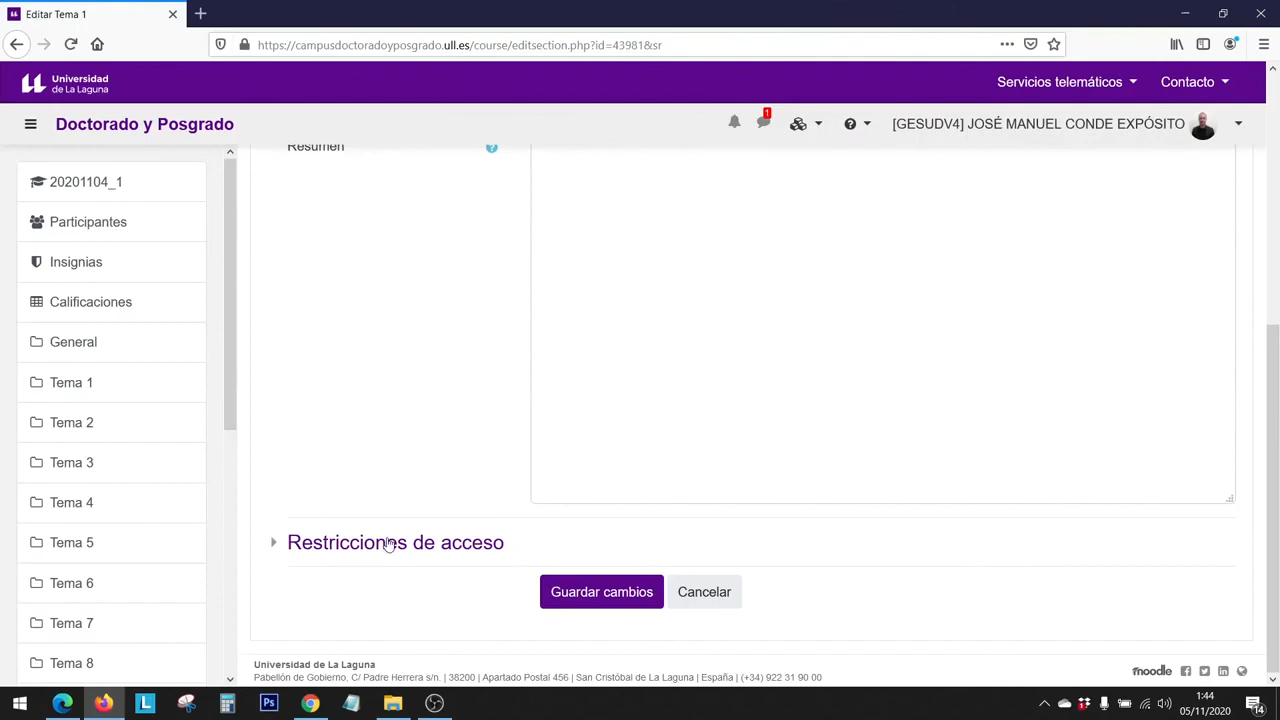 Editar Tema 1
https://campusdoctoradoyposgrado.ull.es/course/editsection.php?id=43981&sr
Universidad
de La Laguna
Servicios telemáticos
Contacto
Doctorado y Posgrado
1
[GESUDV4] JOSÉ MANUEL CONDE EXPÓSITO
20201104_1
Participantes
Insignias
Calificaciones
General
Tema 1
Tema 2
Tema 3
Tema 4
Tema 5
Tema 6
Tema 7
Tema 8
Resumen
Restricciones de acceso
Guardar cambios
Cancelar
Universidad de La Laguna
Pabellón de Gobierno, C/ Padre Herrera s/n. | 38200 | Apartado Postal 456 | San Cristóbal de La Laguna | España | (+34) 922 31 90 00
moodle
L
Ps
1:44
05/11/2020
14